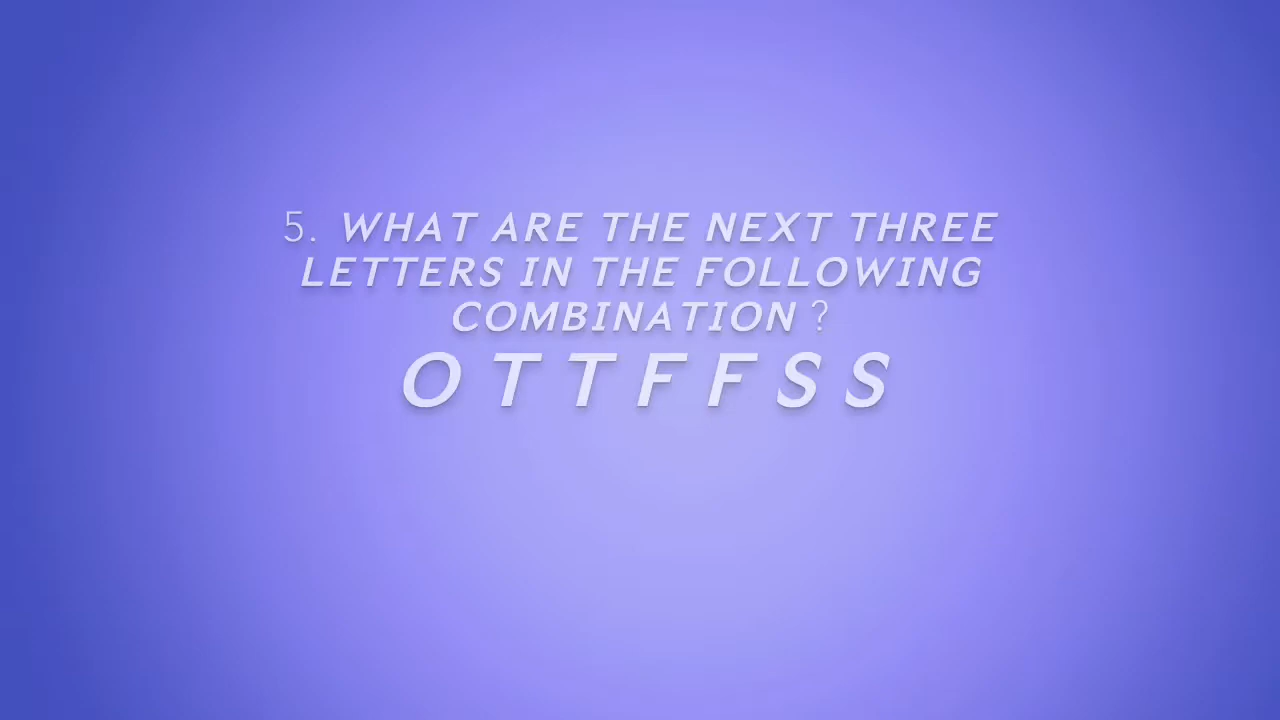 5. WHAT ARE THE NEXT THREE
LETTERS IN THE FOLLOWING
COMBINATION ?
O T T F F S S